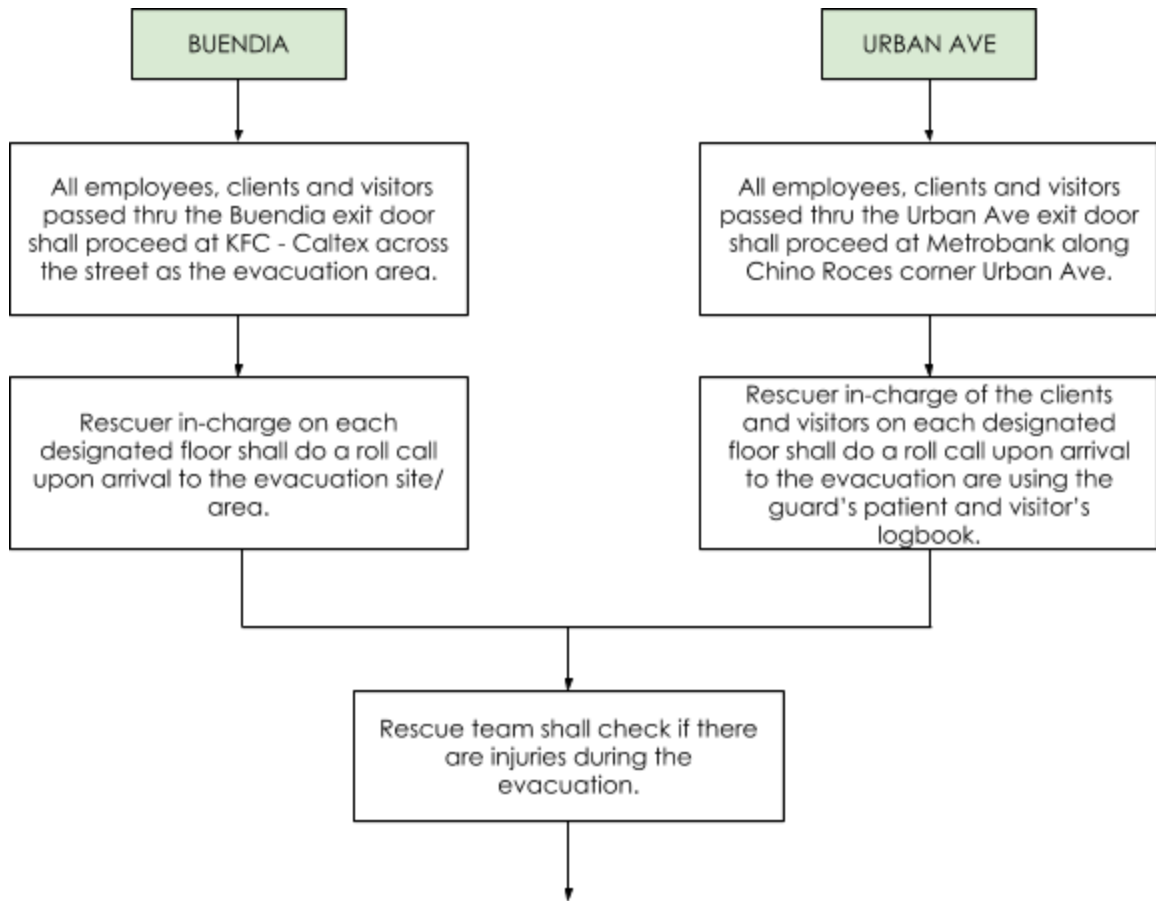 BUENDIA
URBAN AVE
All employees, clients and visitors
passed thru the Buendia exit door
shall proceed at KFC - Caltex across
the street as the evacuation area.
All employees, clients and visitors
passed thru the Urban Ave exit door
shall proceed at Metrobank along
Chino Roces corner Urban Ave.
Rescuer in-charge on each
designated floor shall do a roll call
upon arrival to the evacuation site/
area.
Rescuer in-charge of the clients
and visitors on each designated
floor shall do a roll call upon arrival
to the evacuation are using the
guard’s patient and visitor’s
logbook.
Rescue team shall check if there
are injuries during the
evacuation.